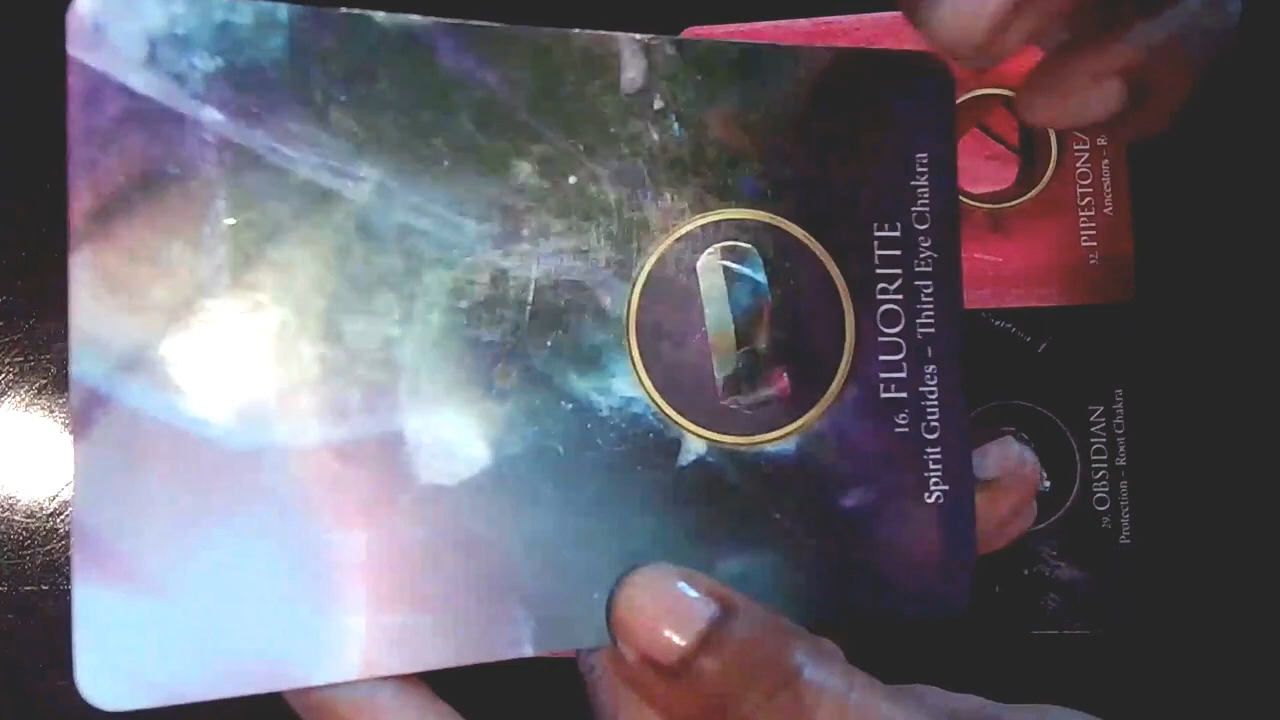 16. FLUORITE
Spirit Guides – Third Eye Chakra
32. PIPESTONE/
Ancestors – R
29. OBSIDIAN
Protection – Root Chakra